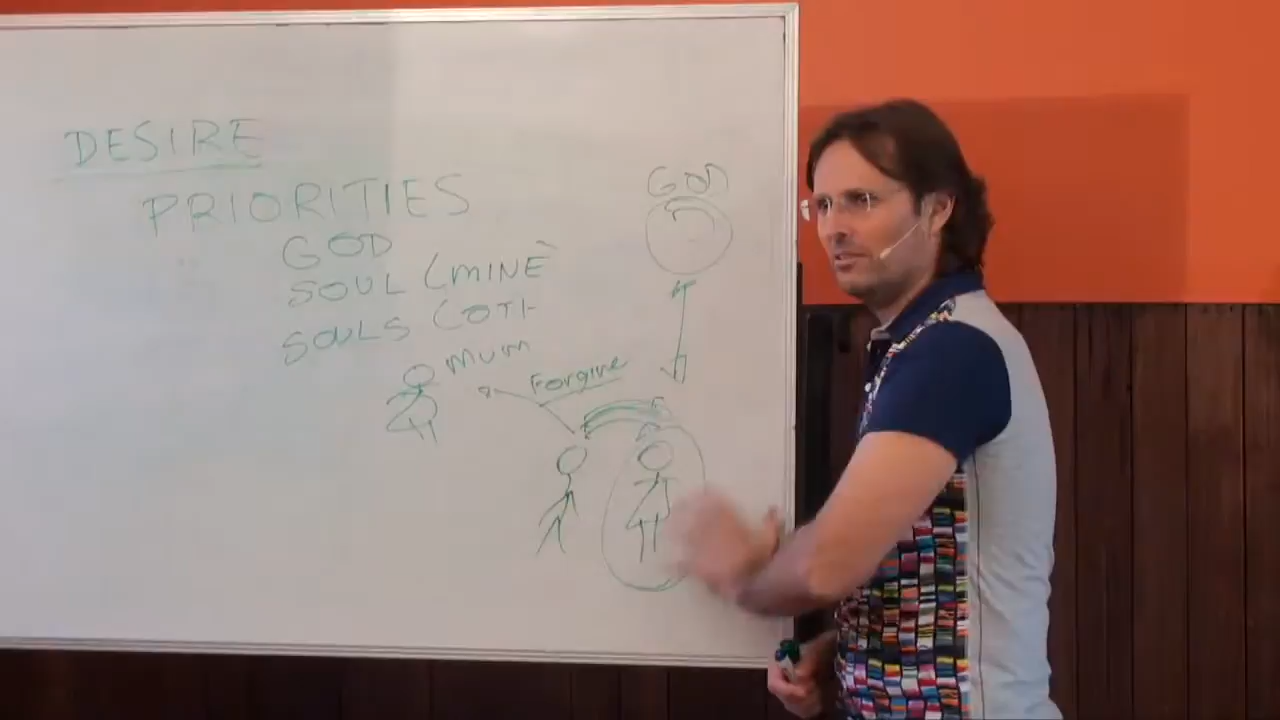 DESIRE
PRIORITIES
GOD
SOUL (MINE)
SOULS (OTH
MUM
Forgive
GOD